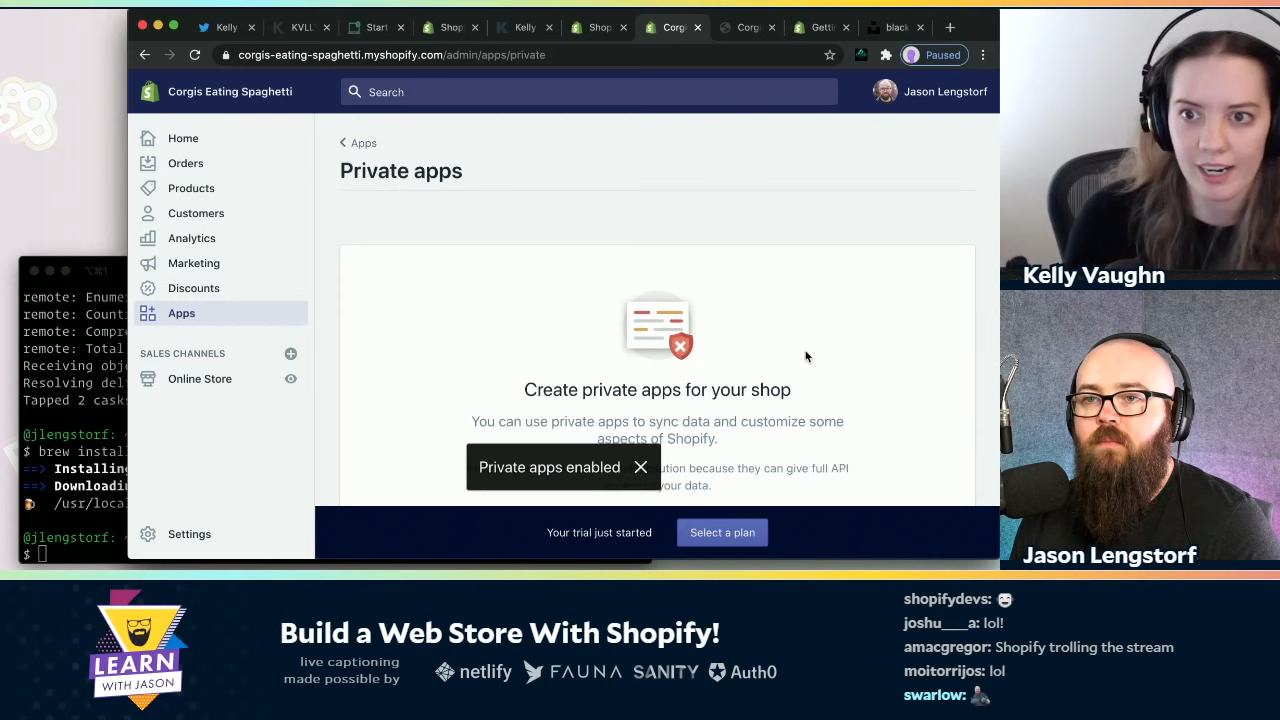 Kelly
KVLL
Start
Shop
Kelly
Shop
Corgi
Corgi
Getti
black
corgis-eating-spaghetti.myshopify.com/admin/apps/private
Paused
Corgis Eating Spaghetti
Search
Jason Lengstorf
Home
Orders
Products
Customers
Analytics
Marketing
Discounts
Apps
SALES CHANNELS
Online Store
Settings
Apps
Private apps
Create private apps for your shop
You can use private apps to sync data and customize some
aspects of Shopify.
because they can give full API
your data.
Private apps enabled
Your trial just started
Select a plan
remote: Enume
remote: Counti
remote: Compre
remote: Total
Receiving obj
Resolving del
Tapped 2 cask
@jlengstorf:
$ brew instal
==> Installing
==> Downloadin
/usr/loca
@jlengstorf:
$
Kelly Vaughn
Jason Lengstorf
LEARN
WITH JASON
Build a Web Store With Shopify!
live captioning
made possible by
netlify
FAUNA
SANITY
Auth0
shopifydevs:
joshu___a: lol!
amacgregor: Shopify trolling the stream
moitorrijos: lol
swarlow: